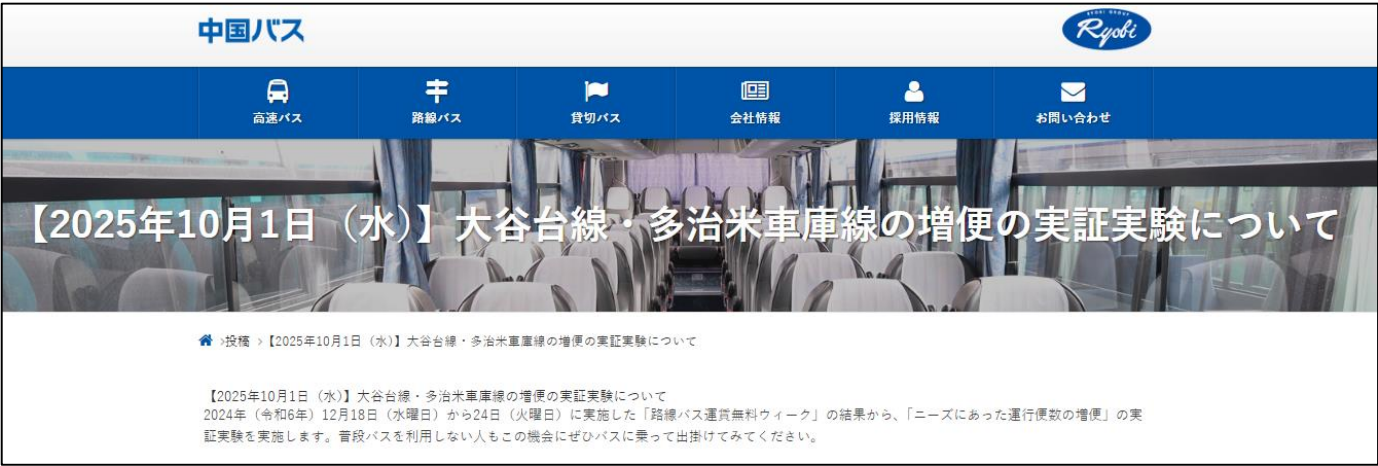 中国バス
RYOBI GROUP
Ryobi
高速バス
路線バス
貸切バス
会社情報
採用情報
お問い合わせ
【2025年10月1日（水）】大谷台線・多治米車庫線の増便の実証実験について
>投稿 >【2025年10月1日（水）】大谷台線・多治米車庫線の増便の実証実験について
【2025年10月1日（水）】大谷台線・多治米車庫線の増便の実証実験について
2024年（令和6年）12月18日（水曜日）から24日（火曜日）に実施した「路線バス運賃無料ウィーク」の結果から、「ニーズにあった運行便数の増便」の実
証実験を実施します。普段バスを利用しない人もこの機会にぜひバスに乗って出掛けてみてください。